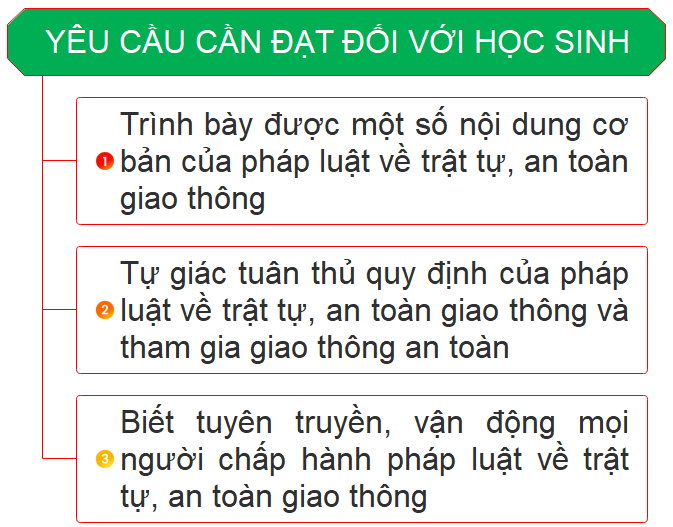 YÊU CẦU CẦN ĐẠT ĐỐI VỚI HỌC SINH
Trình bày được một số nội dung cơ
1 bản của pháp luật về trật tự, an toàn
giao thông
Tự giác tuân thủ quy định của pháp
2 luật về trật tự, an toàn giao thông và
tham gia giao thông an toàn
Biết tuyên truyền, vận động mọi
3 người chấp hành pháp luật về trật
tự, an toàn giao thông